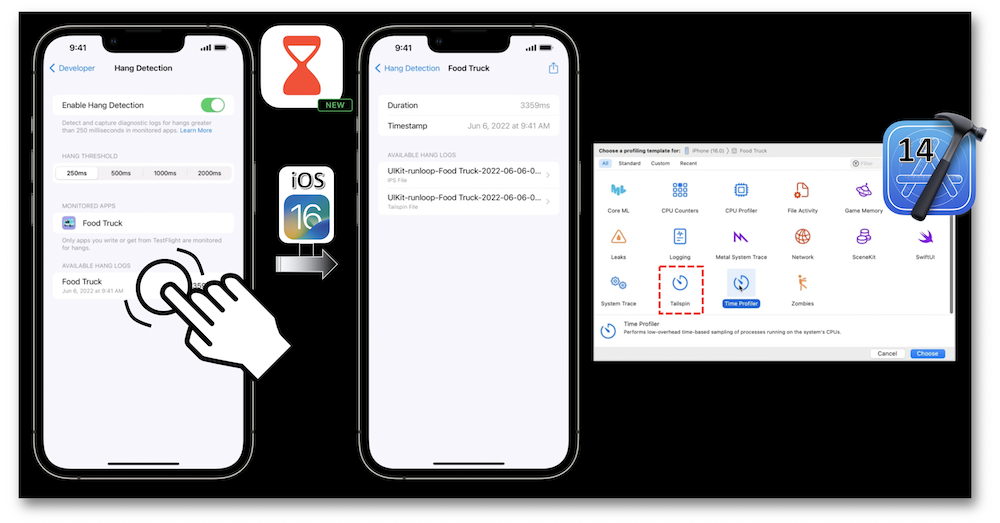 9:41
Developer
Hang Detection
Enable Hang Detection
Detect and capture diagnostic logs for hangs greater
than 250 milliseconds in monitored apps. Learn More
HANG THRESHOLD
250ms 500ms 1000ms 2000ms
MONITORED APPS
Food Truck
Only apps you write or get from TestFlight are monitored
for hangs.
AVAILABLE HANG LOGS
Food Truck
Jun 6, 2022 at 9:41 AM
NEW
iOS
16
9:41
Hang Detection
Food Truck
Duration 3359ms
Timestamp Jun 6, 2022 at 9:41 AM
AVAILABLE HANG LOGS
UIKit-runloop-Food Truck-2022-06-06-0...
IPS File
UIKit-runloop-Food Truck-2022-06-06-0...
Tailspin File
14
Choose a profiling template for: iPhone (16.0) Food Truck
All Standard Custom Recent Filter
Core ML CPU Counters CPU Profiler File Activity Game Memory
Leaks Logging Metal System Trace Network SceneKit SwiftUI
System Trace Tailspin Time Profiler Zombies
Time Profiler
Performs low-overhead time-based sampling of processes running on the system's CPUs.
Cancel Choose